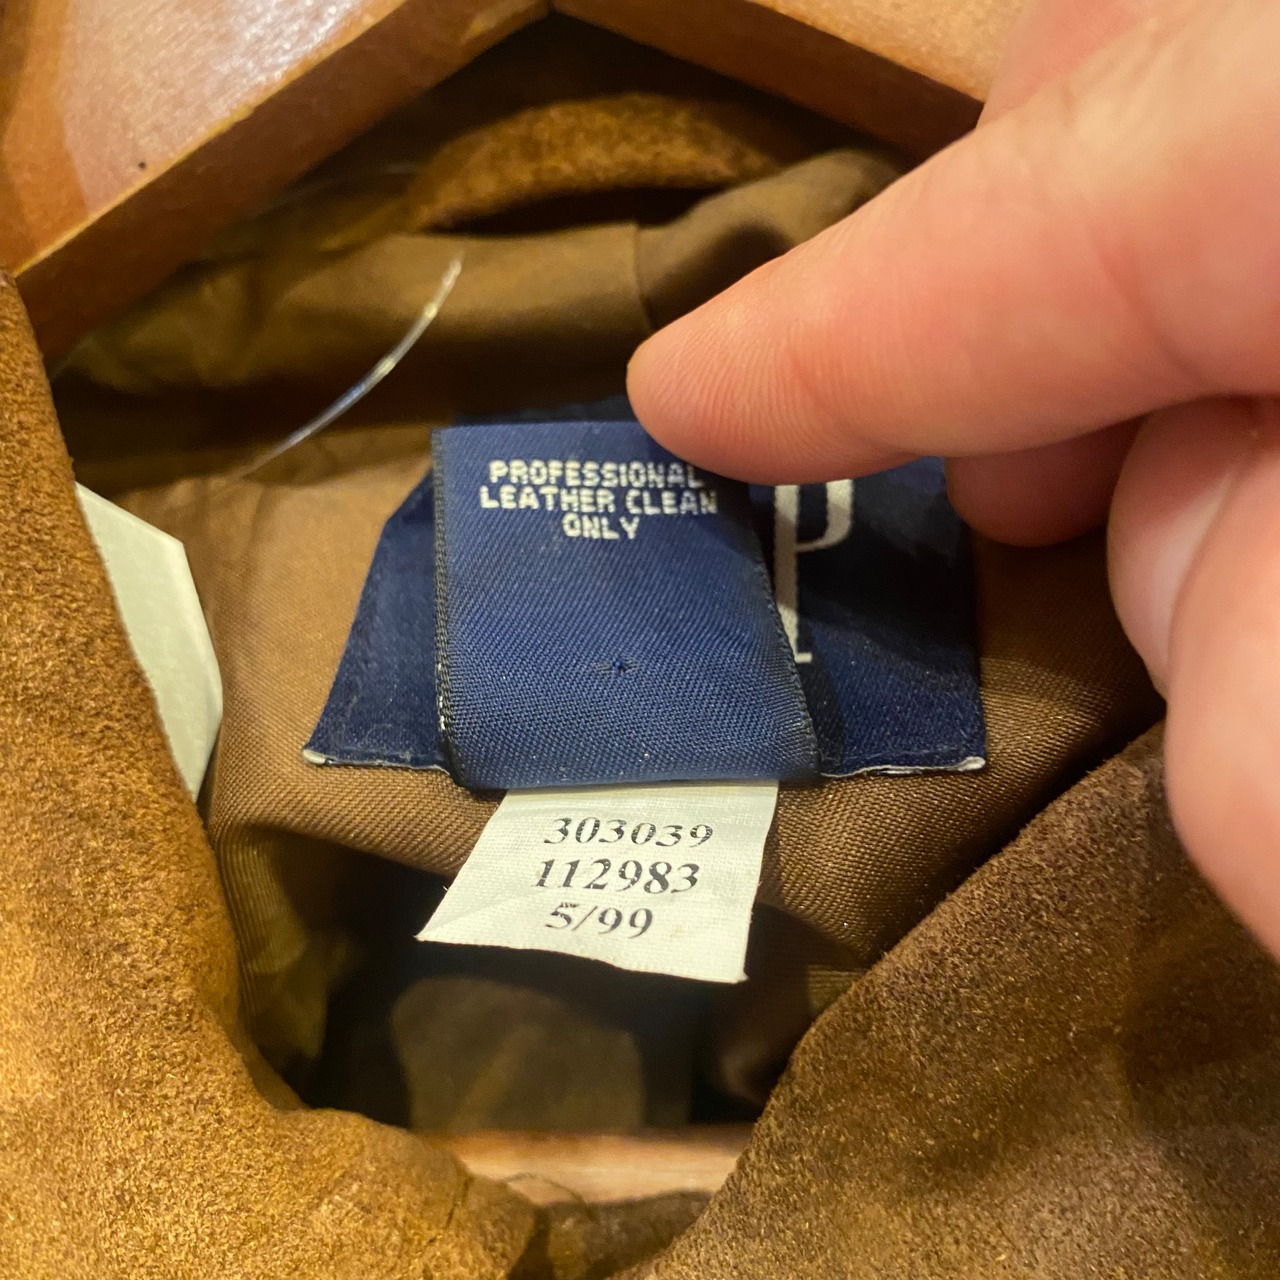 PROFESSIONAL
LEATHER CLEAN
ONLY
303039
112983
5/99